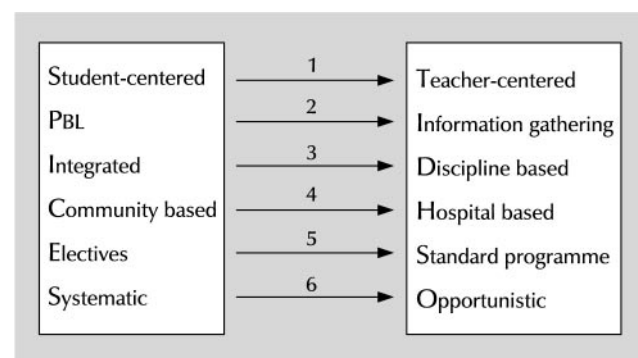 Student-centered 1 Teacher-centered
PBL 2 Information gathering
Integrated 3 Discipline based
Community based 4 Hospital based
Electives 5 Standard programme
Systematic 6 Opportunistic